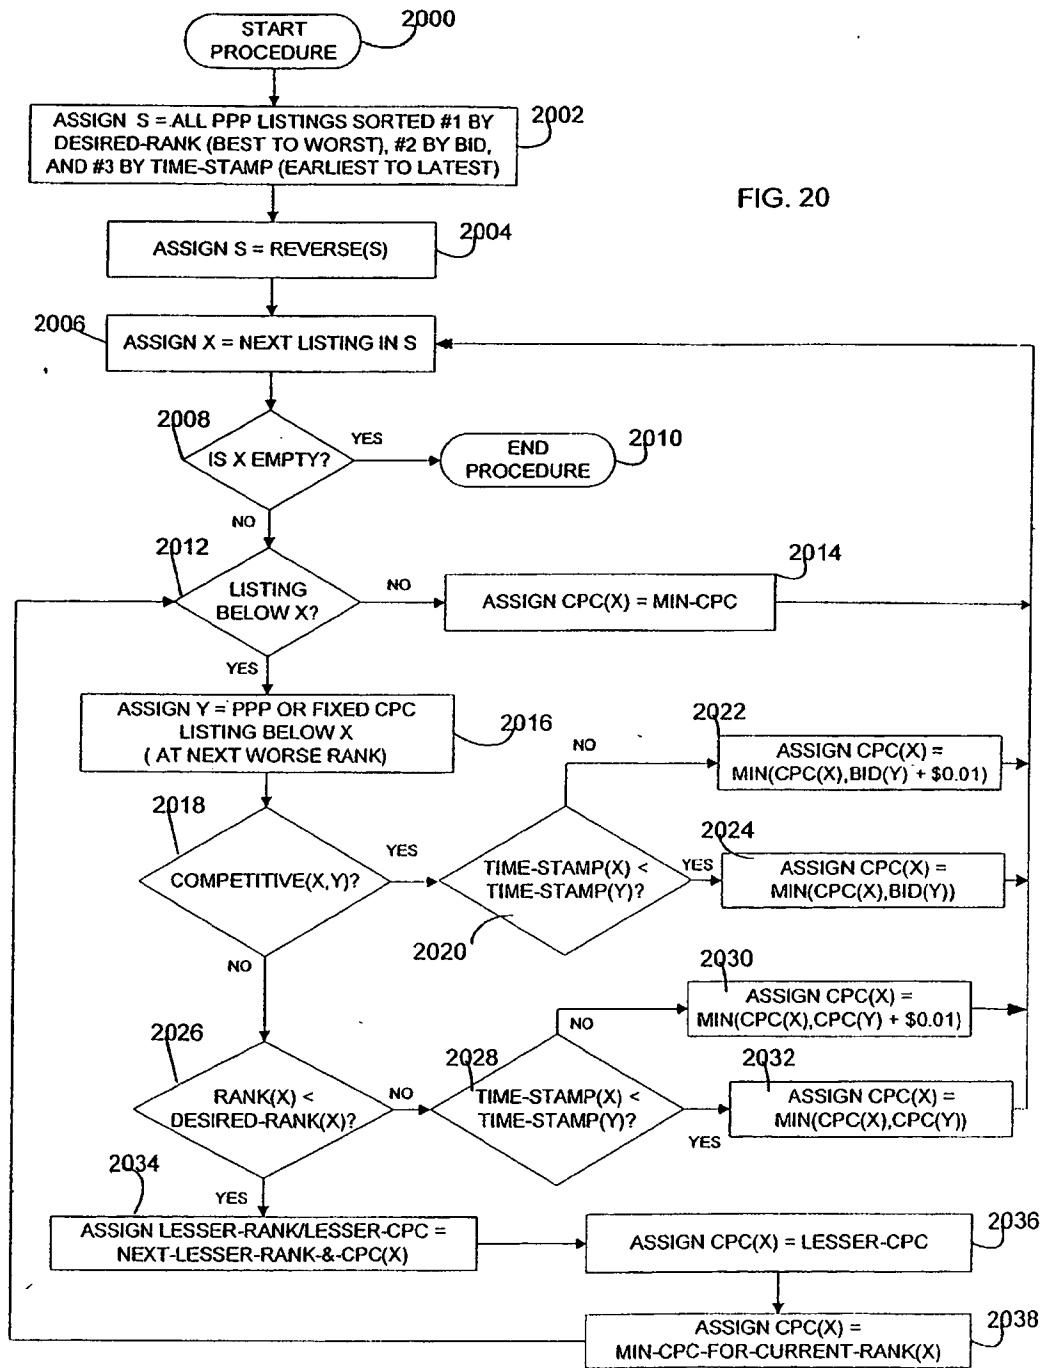 START
PROCEDURE
2000
ASSIGN S = ALL PPP LISTINGS SORTED #1 BY
DESIRED-RANK (BEST TO WORST), #2 BY BID,
AND #3 BY TIME-STAMP (EARLIEST TO LATEST)
2002
FIG. 20
ASSIGN S = REVERSE(S)
2004
2006
ASSIGN X = NEXT LISTING IN S
2008
IS X EMPTY?
YES
END
PROCEDURE
2010
NO
2012
LISTING
BELOW X?
NO
2014
ASSIGN CPC(X) = MIN-CPC
YES
ASSIGN Y = PPP OR FIXED CPC
LISTING BELOW X
( AT NEXT WORSE RANK)
2016
2018
COMPETITIVE(X,Y)?
YES
TIME-STAMP(X) <
TIME-STAMP(Y)?
2020
NO
2022
ASSIGN CPC(X) =
MIN(CPC(X),BID(Y) + $0.01)
YES
2024
ASSIGN CPC(X) =
MIN(CPC(X),BID(Y))
NO
2026
RANK(X) <
DESIRED-RANK(X)?
NO
2028
TIME-STAMP(X) <
TIME-STAMP(Y)?
NO
2030
ASSIGN CPC(X) =
MIN(CPC(X),CPC(Y) + $0.01)
YES
2032
ASSIGN CPC(X) =
MIN(CPC(X),CPC(Y))
YES
2034
ASSIGN LESSER-RANK/LESSER-CPC =
NEXT-LESSER-RANK-&-CPC(X)
ASSIGN CPC(X) = LESSER-CPC
2036
ASSIGN CPC(X) =
MIN-CPC-FOR-CURRENT-RANK(X)
2038